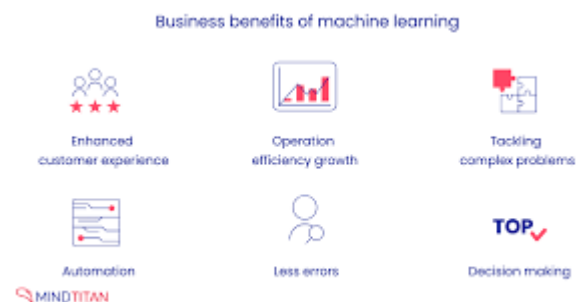 Business benefits of machine learning
Enhanced
customer experience
Operation
efficiency growth
Tackling
complex problems
Automation
Less errors
TOP
Decision making
MINDTITAN